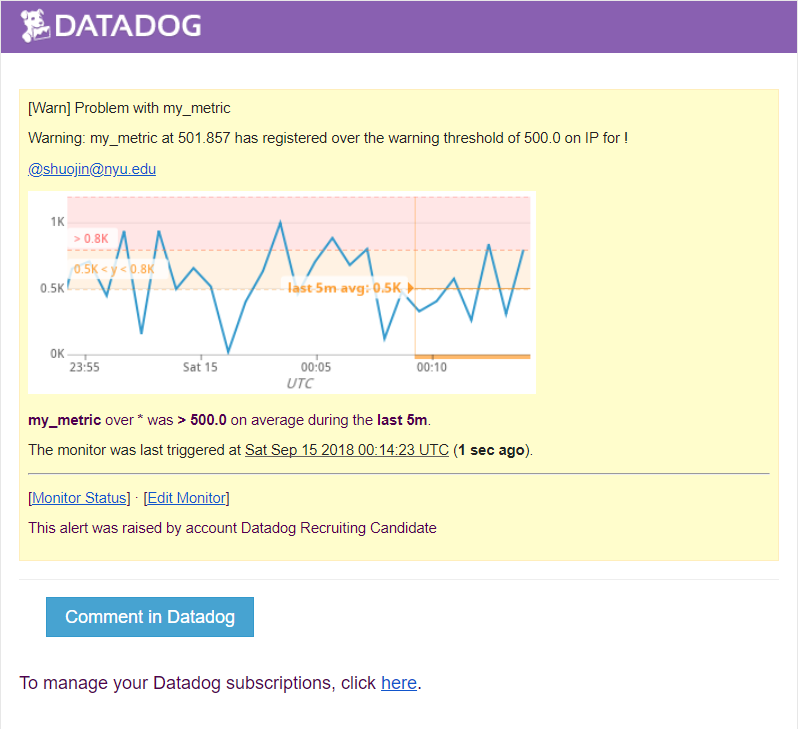 DATADOG
[Warn] Problem with my_metric
Warning: my_metric at 501.857 has registered over the warning threshold of 500.0 on IP for !
@shuojin@nyu.edu
1K
> 0.8K
0.5K < y < 0.8K
0.5K
last 5m avg: 0.5K
0K
23:55 Sat 15 00:05 00:10
UTC
my_metric over * was > 500.0 on average during the last 5m.
The monitor was last triggered at Sat Sep 15 2018 00:14:23 UTC (1 sec ago).
[Monitor Status] · [Edit Monitor]
This alert was raised by account Datadog Recruiting Candidate
Comment in Datadog
To manage your Datadog subscriptions, click here.